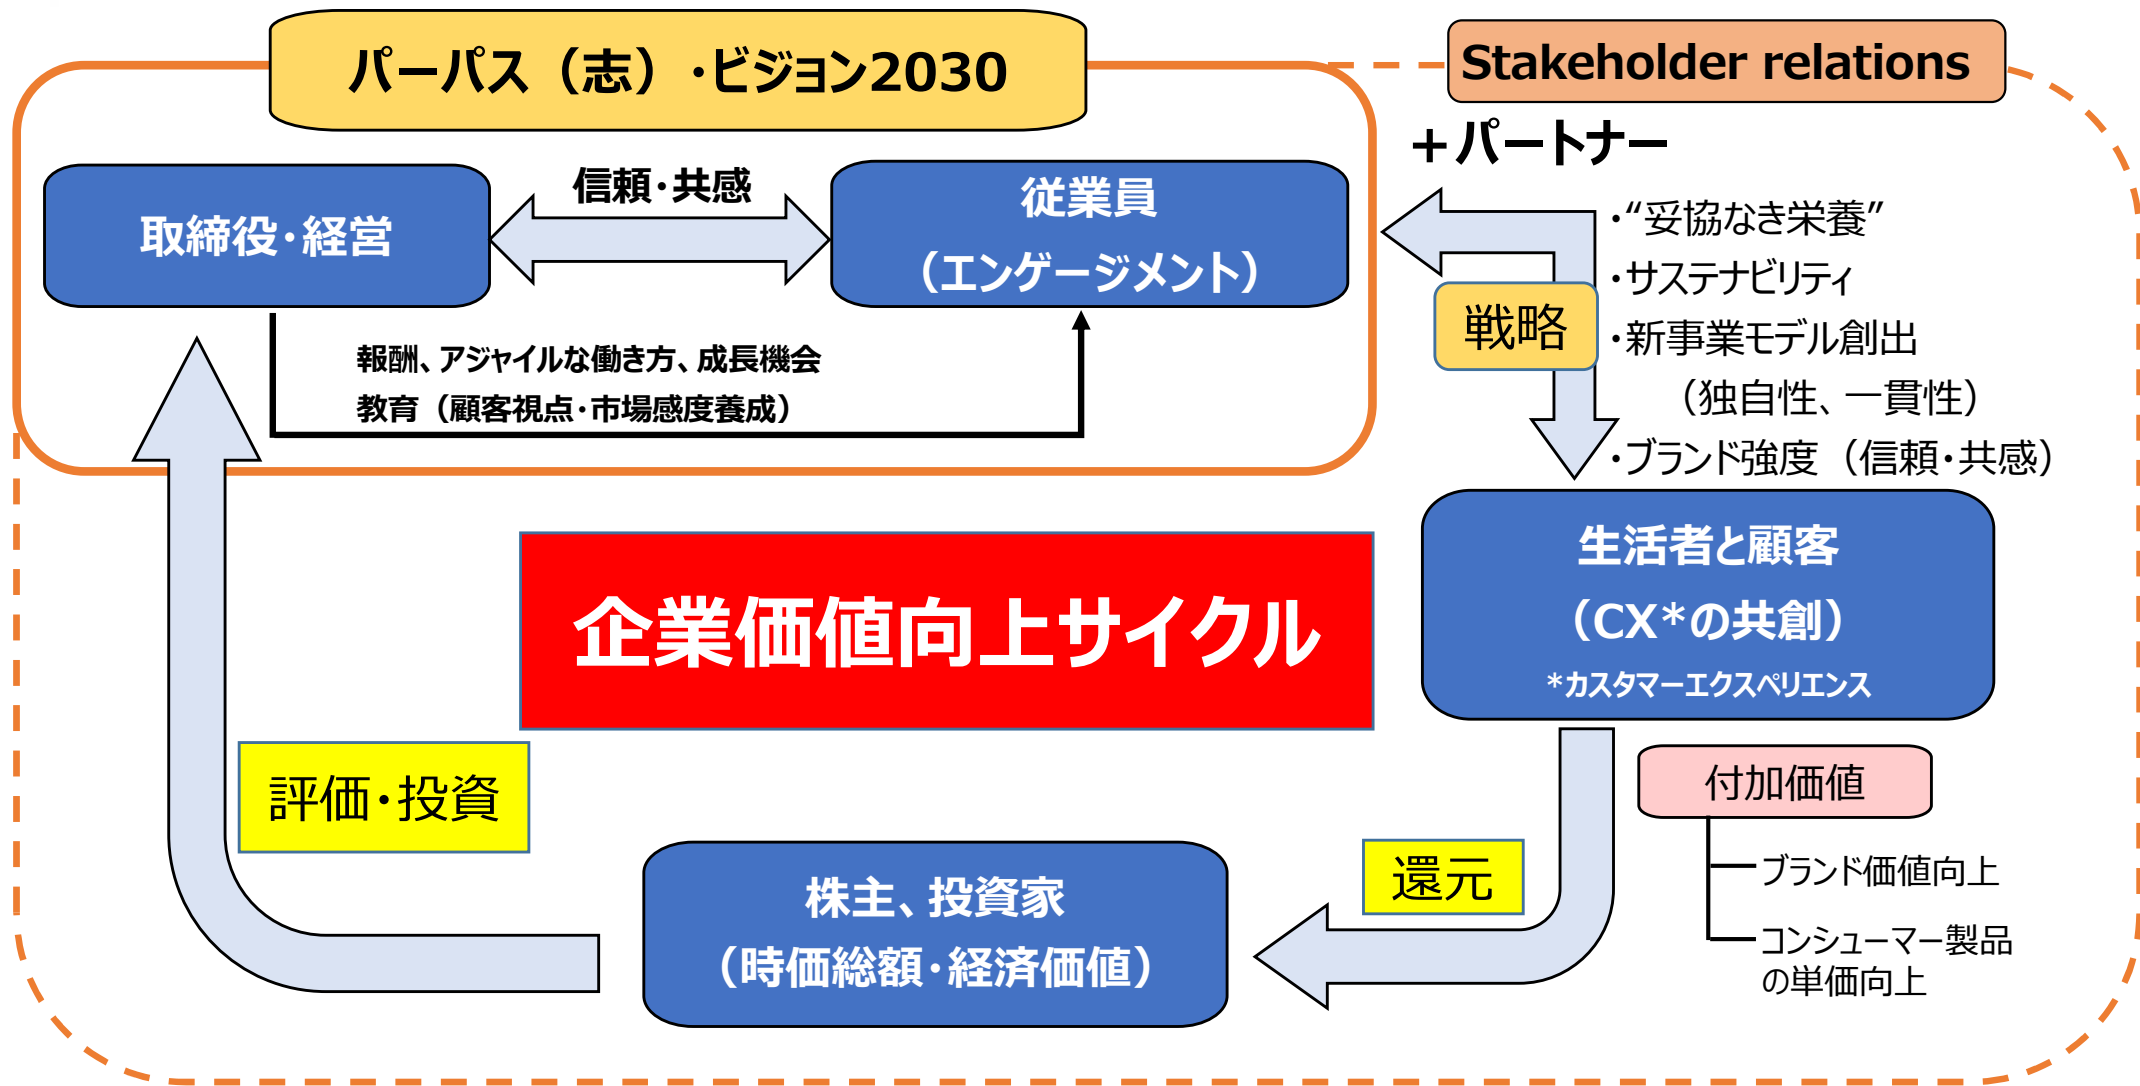 パーパス（志）・ビジョン2030
Stakeholder relations
＋パートナー
取締役・経営
信頼・共感
従業員
（エンゲージメント）
報酬、アジャイルな働き方、成長機会
教育（顧客視点・市場感度養成）
戦略
・“妥協なき栄養”
・サステナビリティ
・新事業モデル創出
（独自性、一貫性）
・ブランド強度（信頼・共感）
企業価値向上サイクル
生活者と顧客
（CX*の共創）
*カスタマーエクスペリエンス
付加価値
ブランド価値向上
コンシューマー製品
の単価向上
還元
株主、投資家
（時価総額・経済価値）
評価・投資